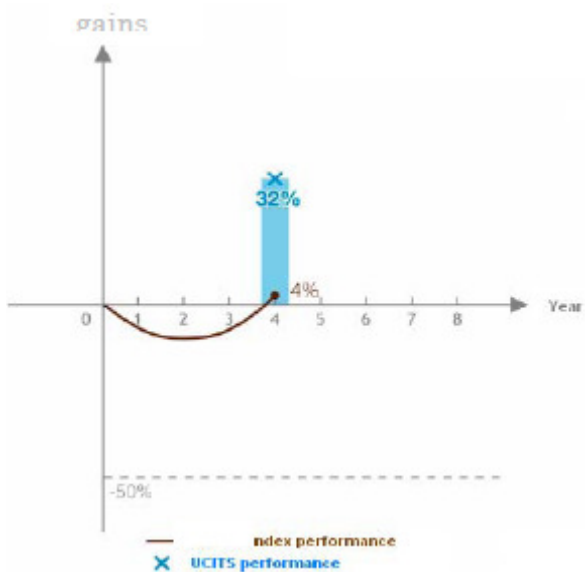 gains
32%
4%
0 1 2 3 4 5 6 7 8 Year
-50%
ndex performance
UCITS performance